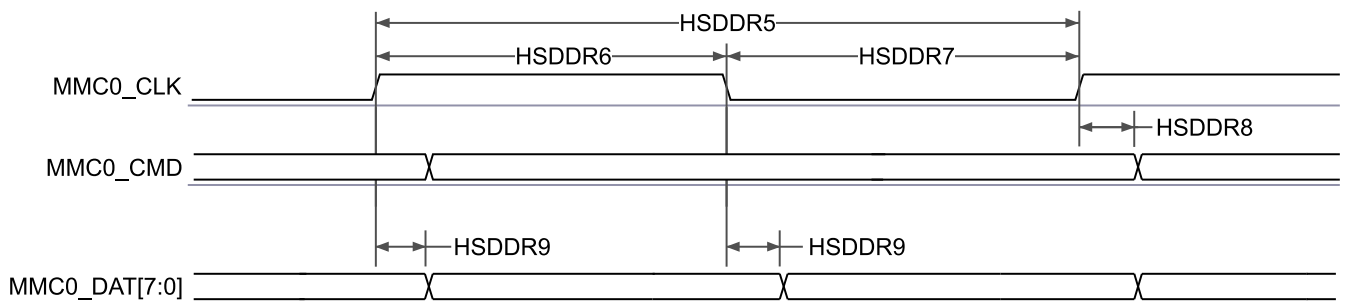 HSDDR5
HSDDR6 HSDDR7
MMC0_CLK
HSDDR8
MMC0_CMD
HSDDR9 HSDDR9
MMC0_DAT[7:0]